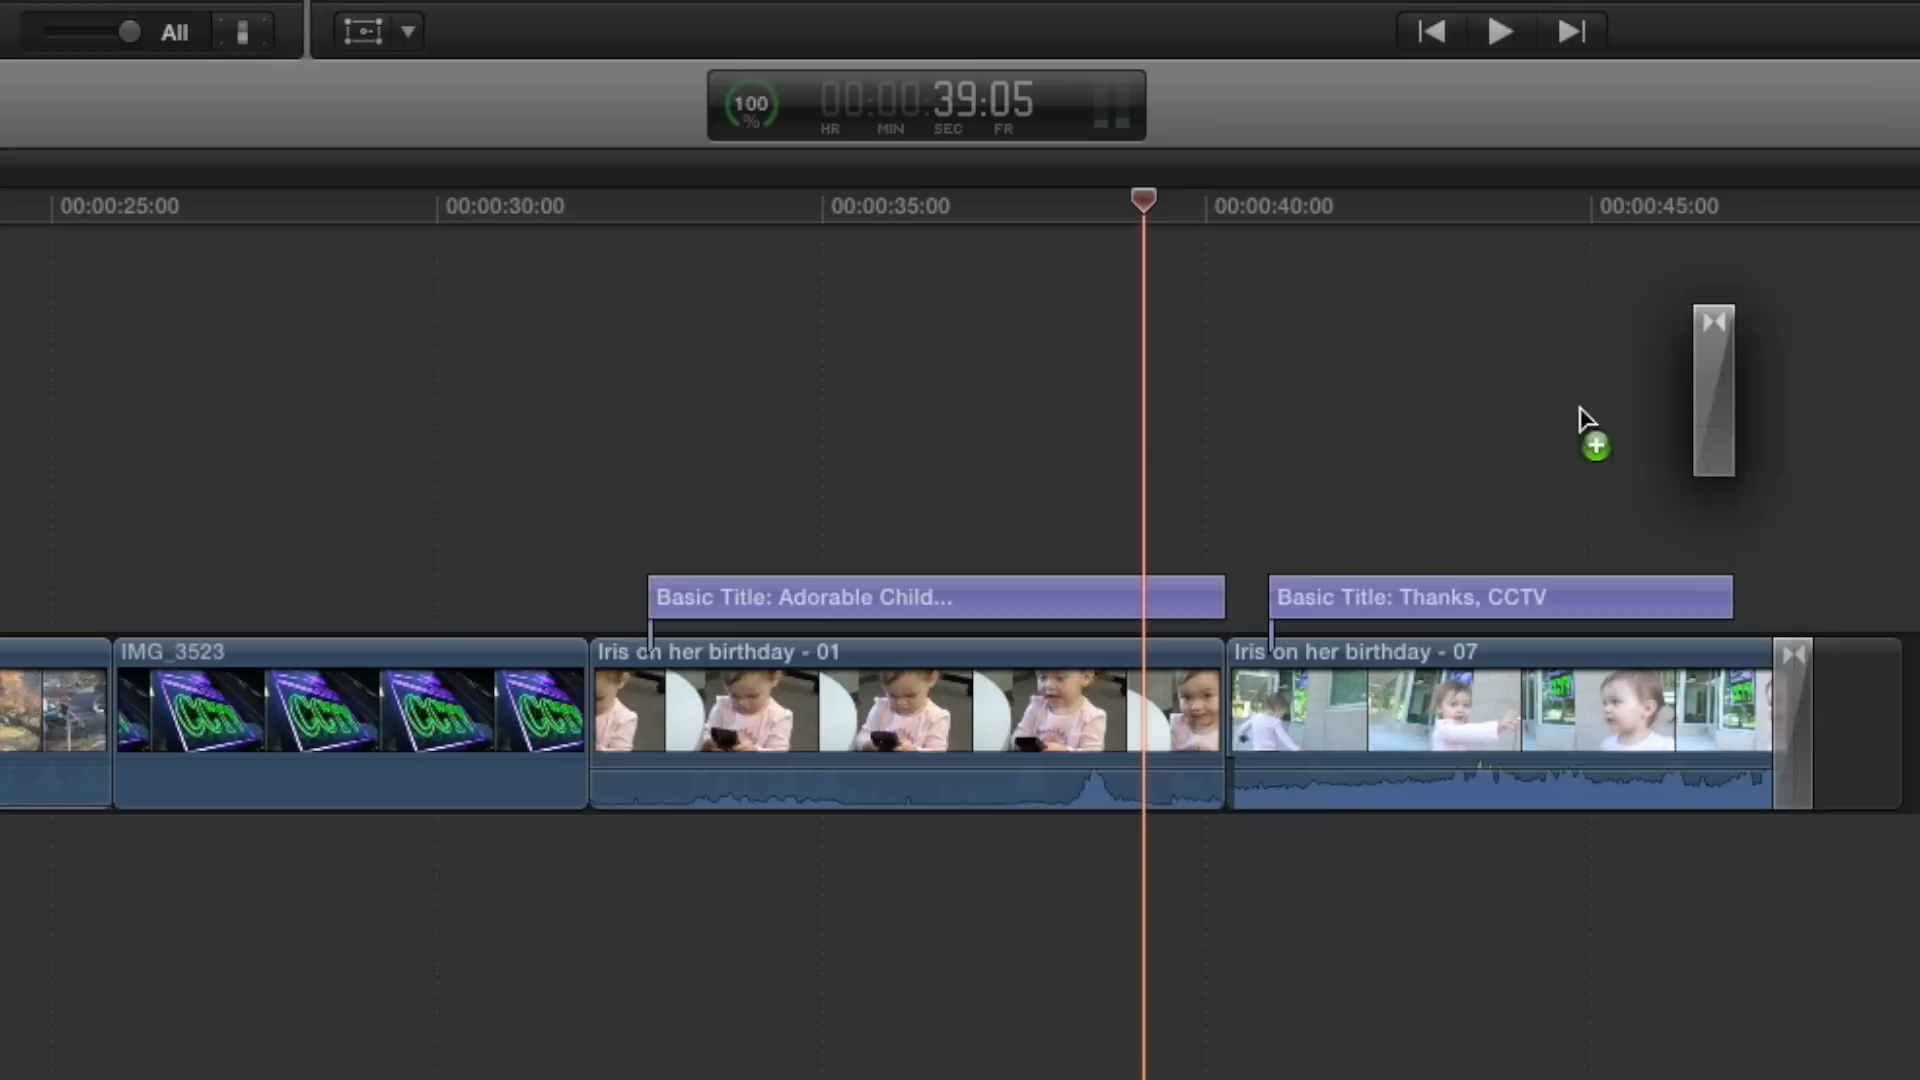 All
100
%
00:00:39:05
HR MIN SEC FR
00:00:25:00 00:00:30:00 00:00:35:00 00:00:40:00 00:00:45:00
Basic Title: Adorable Child... Basic Title: Thanks, CCTV
IMG_3523 Iris on her birthday - 01 Iris on her birthday - 07